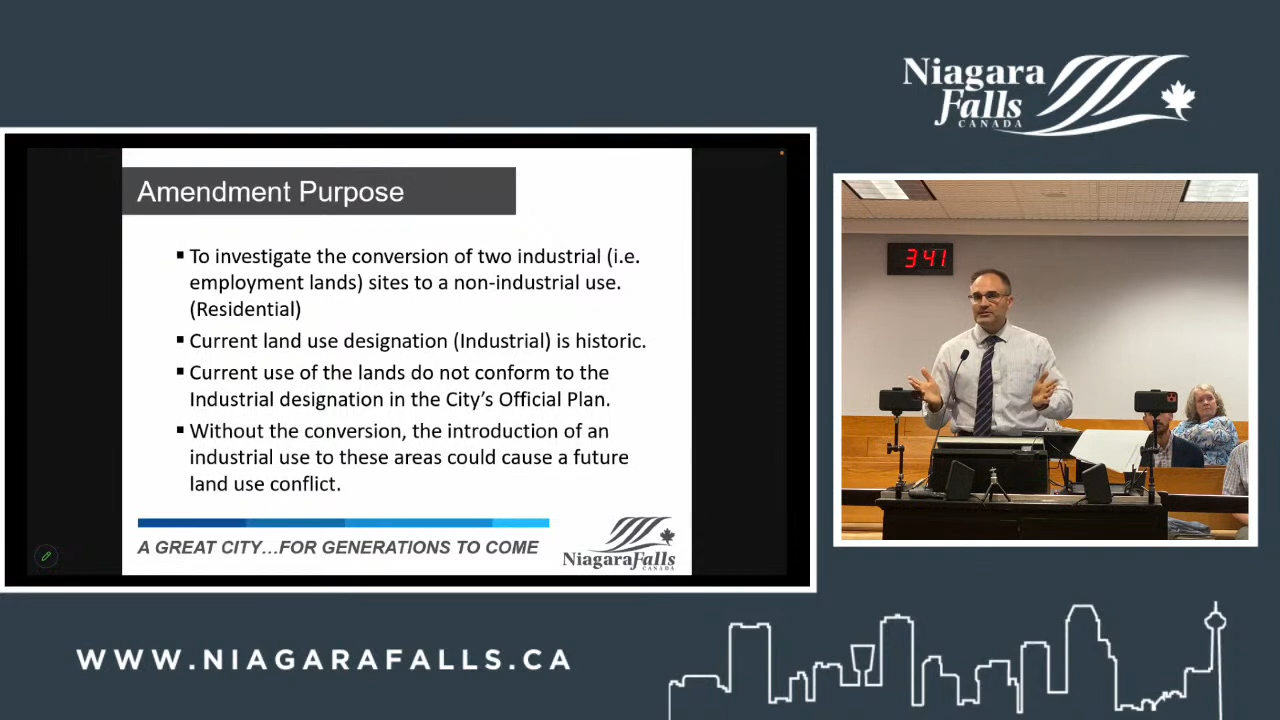 Niagara
Falls
CANADA
Amendment Purpose
▪ To investigate the conversion of two industrial (i.e.
employment lands) sites to a non-industrial use.
(Residential)
▪ Current land use designation (Industrial) is historic.
▪ Current use of the lands do not conform to the
Industrial designation in the City’s Official Plan.
▪ Without the conversion, the introduction of an
industrial use to these areas could cause a future
land use conflict.
A GREAT CITY…FOR GENERATIONS TO COME
NiagaraFalls
CANADA
341
WWW.NIAGARAFALLS.CA